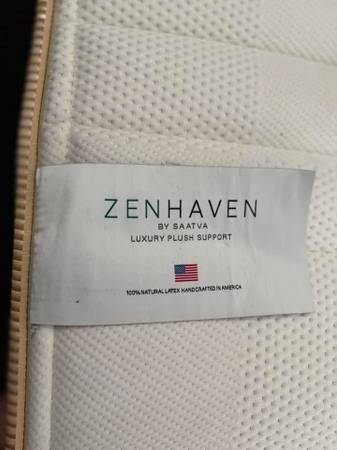 ZENHAVEN
BY SAATVA
LUXURY PLUSH SUPPORT
100% NATURAL LATEX HANDCRAFTED IN AMERICA